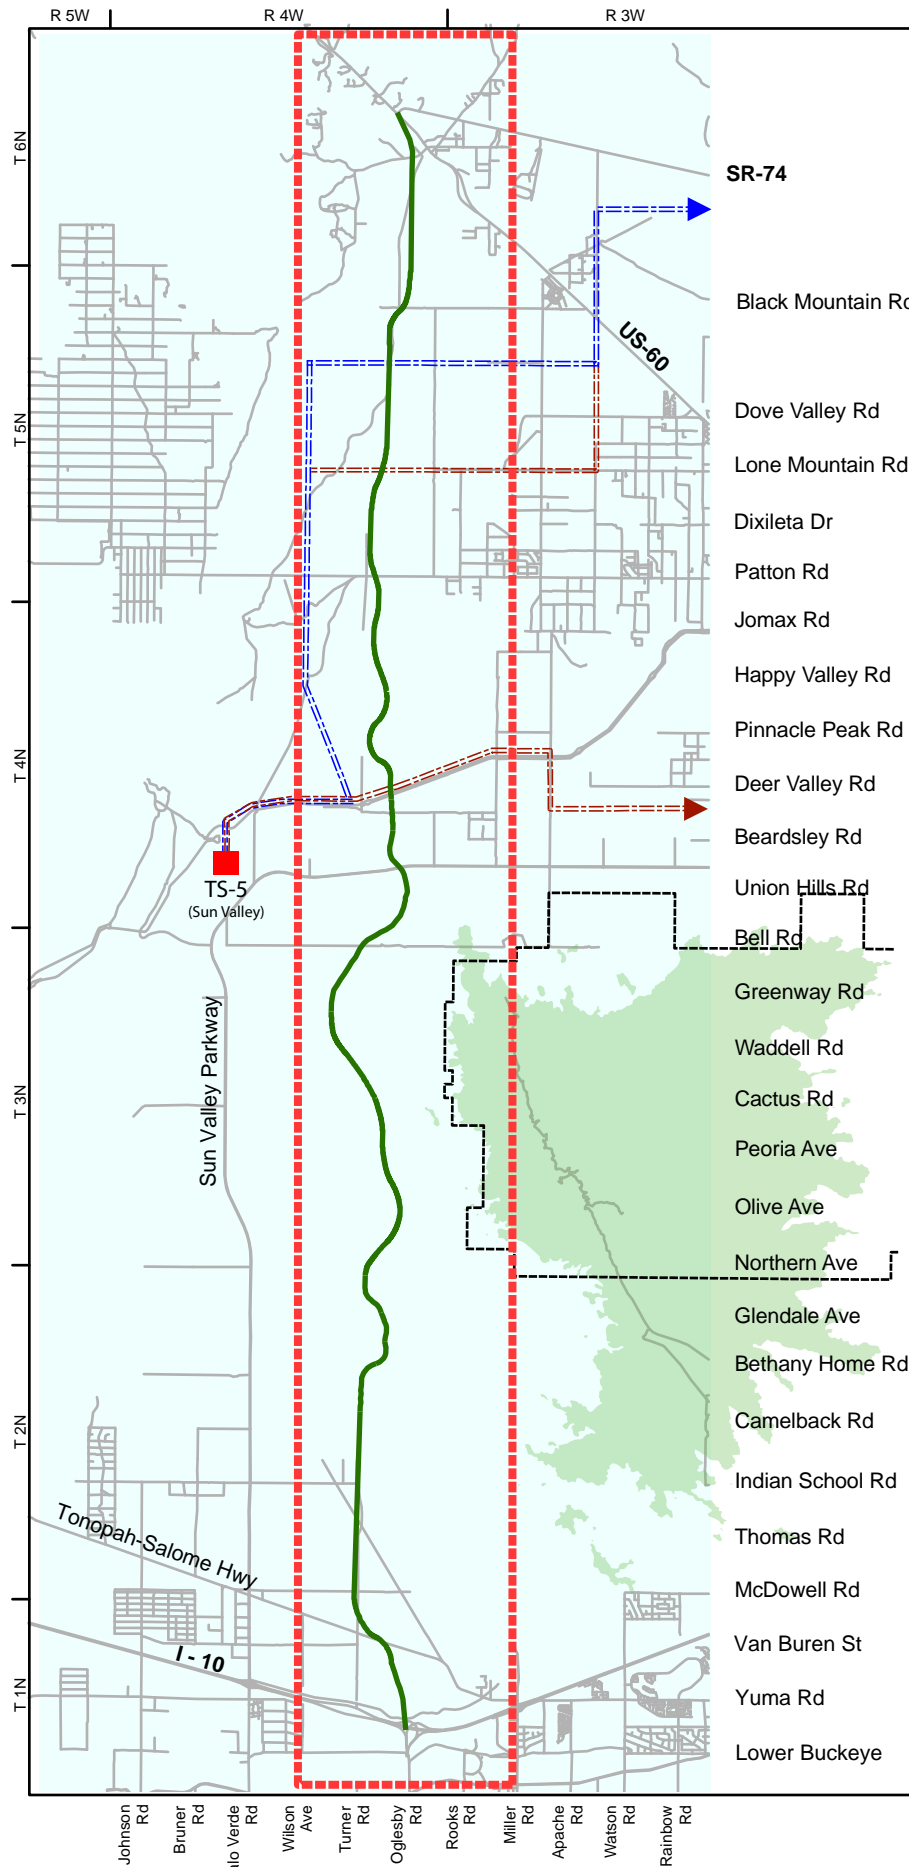 R 5W
R 4W
R 3W
T 6N
SR-74
Black Mountain Rd
US-60
Dove Valley Rd
T 5N
Lone Mountain Rd
Dixileta Dr
Patton Rd
Jomax Rd
Happy Valley Rd
Pinnacle Peak Rd
T 4N
Deer Valley Rd
Beardsley Rd
TS-5
(Sun Valley)
Union Hills Rd
Bell Rd
Greenway Rd
Waddell Rd
Sun Valley Parkway
T 3N
Cactus Rd
Peoria Ave
Olive Ave
Northern Ave
Glendale Ave
Bethany Home Rd
T 2N
Camelback Rd
Indian School Rd
Tonopah-Salome Hwy
Thomas Rd
McDowell Rd
I - 10
Van Buren St
T 1N
Yuma Rd
Lower Buckeye
Johnson
Rd
Bruner
Rd
alo Verde
Rd
Wilson
Ave
Turner
Rd
Oglesby
Rd
Rooks
Rd
Miller
Rd
Apache
Rd
Watson
Rd
Rainbow
Rd